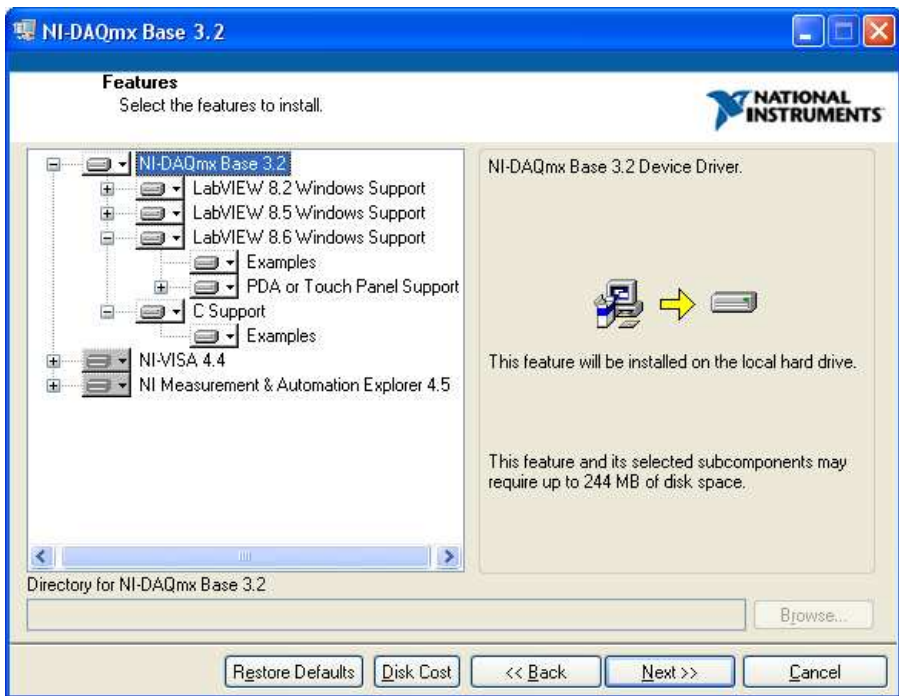 NI-DAQmx Base 3.2
Features
Select the features to install.
NATIONAL
INSTRUMENTS
NI-DAQmx Base 3.2
LabVIEW 8.2 Windows Support
LabVIEW 8.5 Windows Support
LabVIEW 8.6 Windows Support
Examples
PDA or Touch Panel Support
C Support
Examples
NI-VISA 4.4
NI Measurement & Automation Explorer 4.5
NI-DAQmx Base 3.2 Device Driver.
This feature will be installed on the local hard drive.
This feature and its selected subcomponents may
require up to 244 MB of disk space.
Directory for NI-DAQmx Base 3.2
Browse...
Restore Defaults
Disk Cost
<< Back
Next >>
Cancel